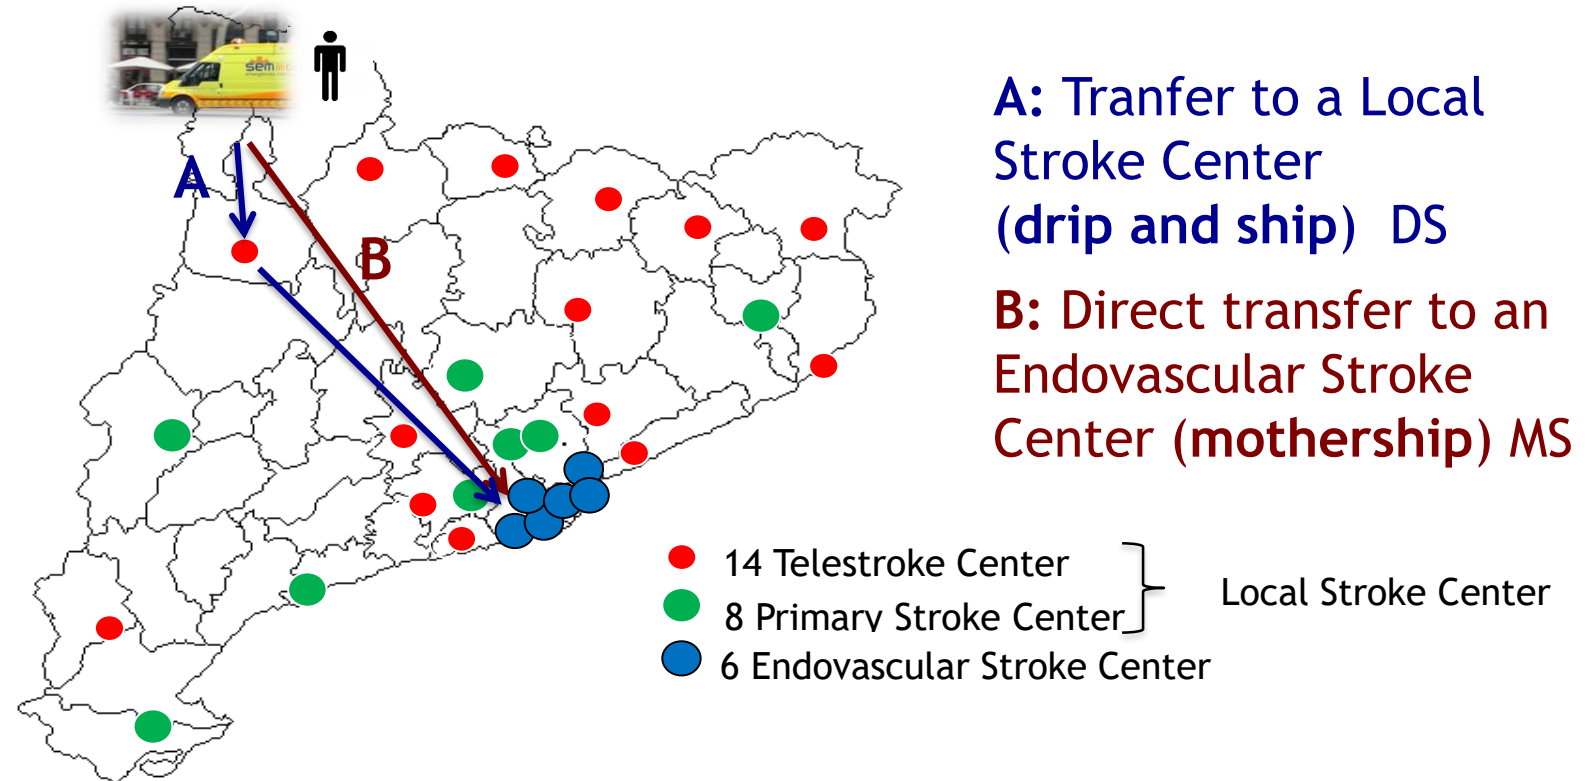 sem
A
B
A: Tranfer to a Local
Stroke Center
(drip and ship) DS
B: Direct transfer to an
Endovascular Stroke
Center (mothership) MS
14 Telestroke Center
8 Primary Stroke Center
6 Endovascular Stroke Center
Local Stroke Center